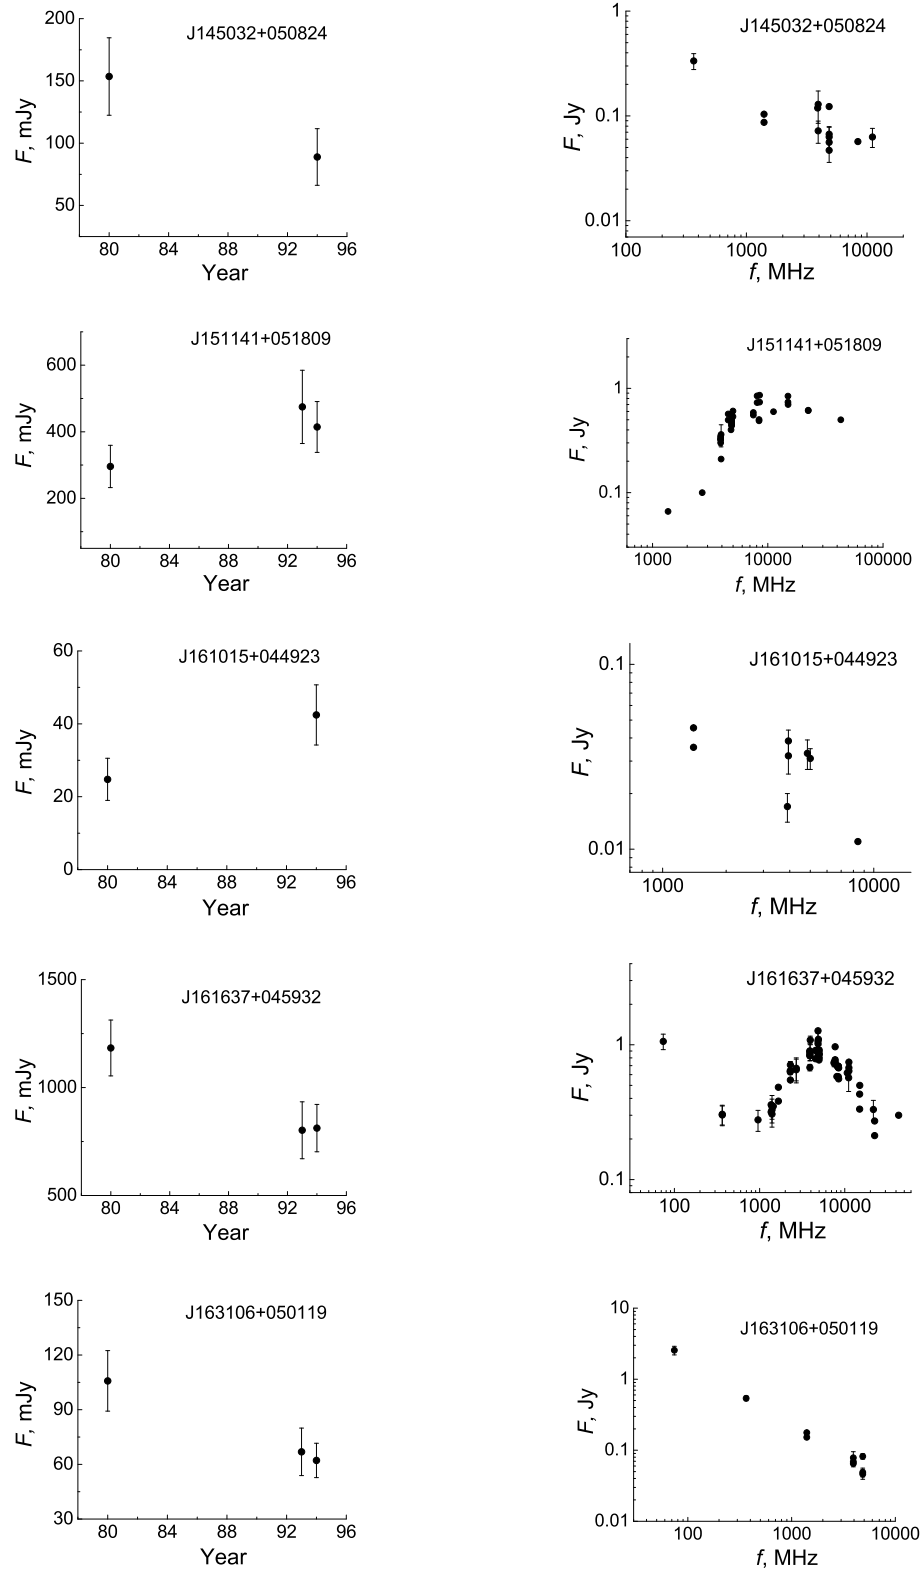 J145032+050824
200
150
100
50
F, mJy
80 84 88 92 96
Year
J145032+050824
1
0.1
0.01
F, Jy
100 1000 10000
f, MHz
J151141+051809
600
400
200
F, mJy
80 84 88 92 96
Year
J151141+051809
1
0.1
F, Jy
1000 10000 100000
f, MHz
J161015+044923
60
40
20
0
F, mJy
80 84 88 92 96
Year
J161015+044923
0.1
0.01
F, Jy
1000 10000
f, MHz
J161637+045932
1500
1000
500
F, mJy
80 84 88 92 96
Year
J161637+045932
1
0.1
F, Jy
100 1000 10000
f, MHz
J163106+050119
150
120
90
60
30
F, mJy
80 84 88 92 96
Year
J163106+050119
10
1
0.1
0.01
F, Jy
100 1000 10000
f, MHz